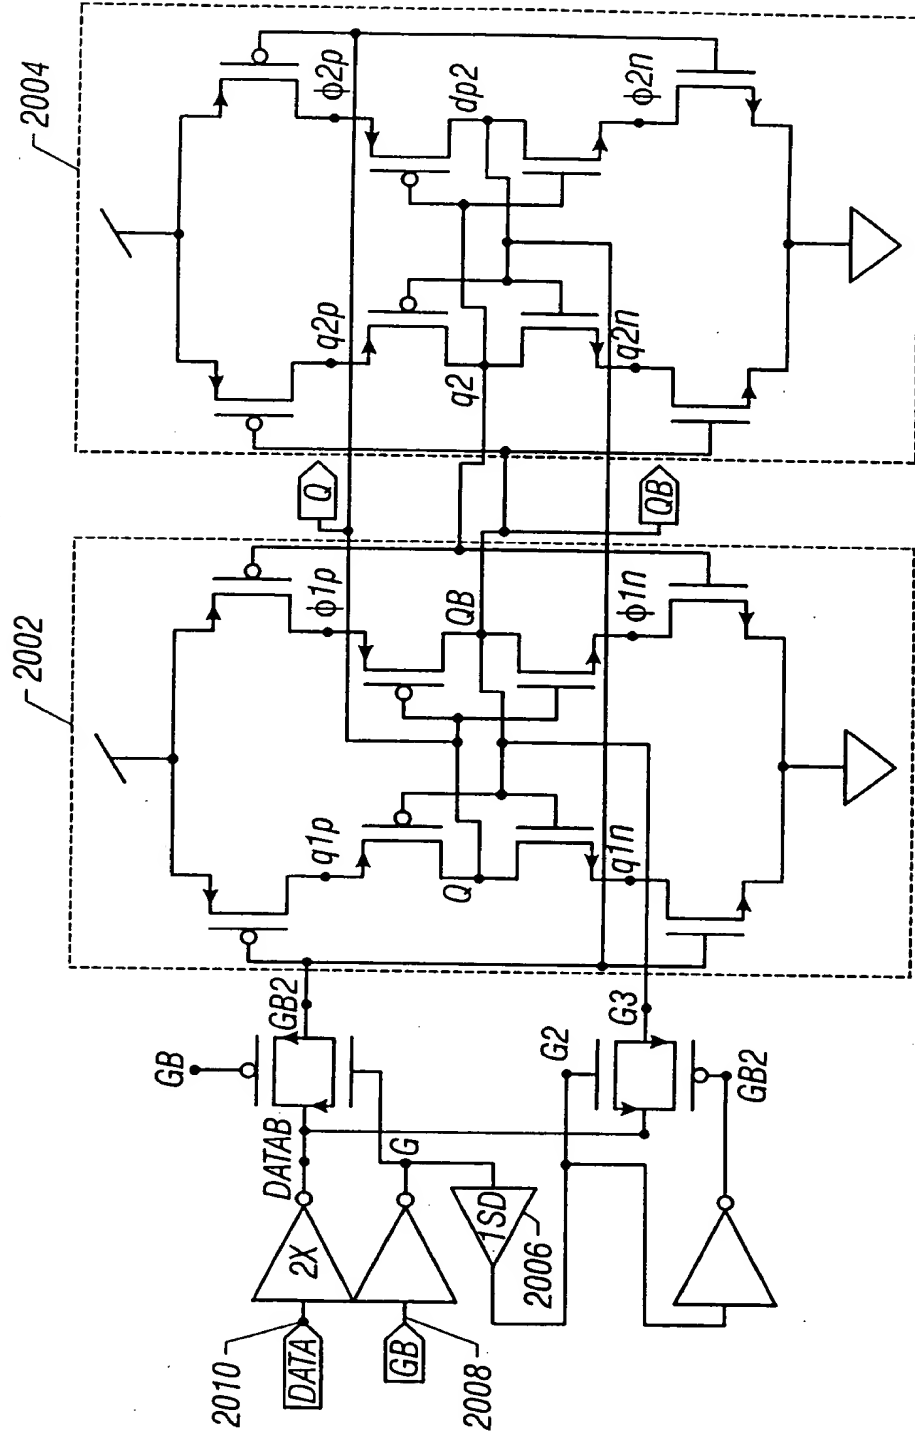 2010
DATA
2X
DATAB
GB
2008
G
GB
GB2
1SD
2006
G2
G3
GB2
2002
q1p
ϕ1p
Q
QB
q1n
ϕ1n
Q
QB
2004
q2p
ϕ2p
q2
dp2
q2n
ϕ2n